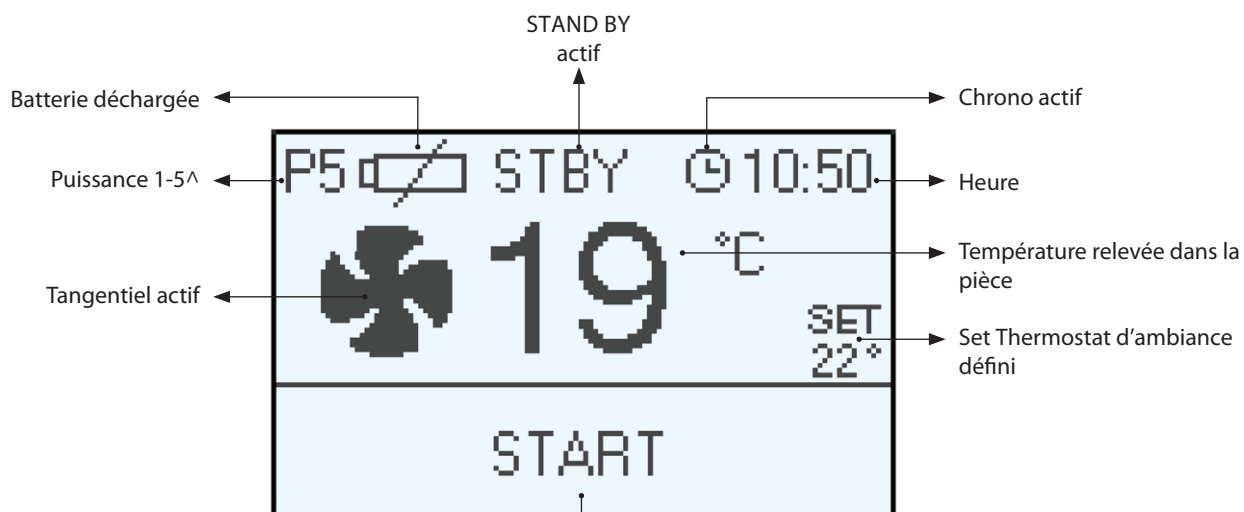 STAND BY
actif
Batterie déchargée
Chrono actif
P5 STBY 10:50
Puissance 1-5^
Heure
19 °C
Température relevée dans la
pièce
Tangentiel actif
SET
22°
Set Thermostat d'ambiance
défini
START